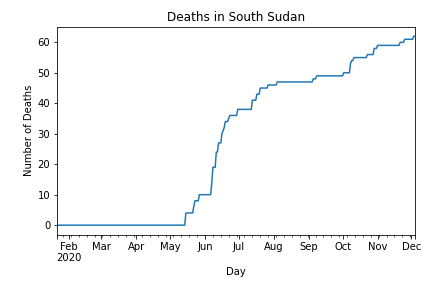 Deaths in South Sudan
Number of Deaths
60
50
40
30
20
10
0
Feb Mar Apr May Jun Jul Aug Sep Oct Nov Dec
2020
Day